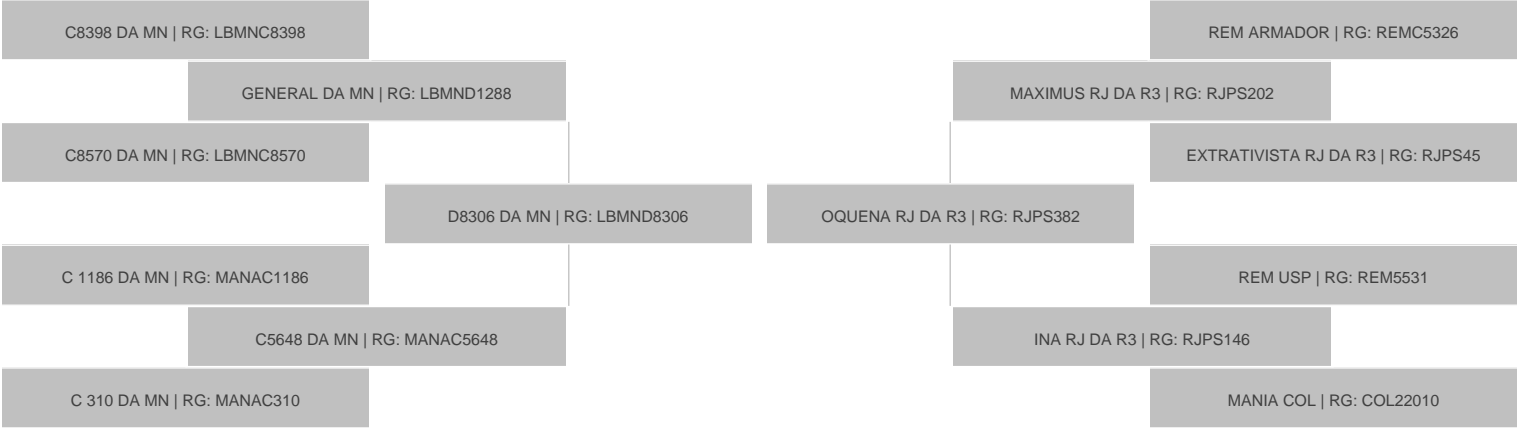 C8398 DA MN | RG: LBMNC8398
REM ARMADOR | RG: REMC5326
GENERAL DA MN | RG: LBMND1288
MAXIMUS RJ DA R3 | RG: RJPS202
C8570 DA MN | RG: LBMNC8570
EXTRATIVISTA RJ DA R3 | RG: RJPS45
D8306 DA MN | RG: LBMND8306
OQUENA RJ DA R3 | RG: RJPS382
C 1186 DA MN | RG: MANAC1186
REM USP | RG: REM5531
C5648 DA MN | RG: MANAC5648
INA RJ DA R3 | RG: RJPS146
C 310 DA MN | RG: MANAC310
MANIA COL | RG: COL22010